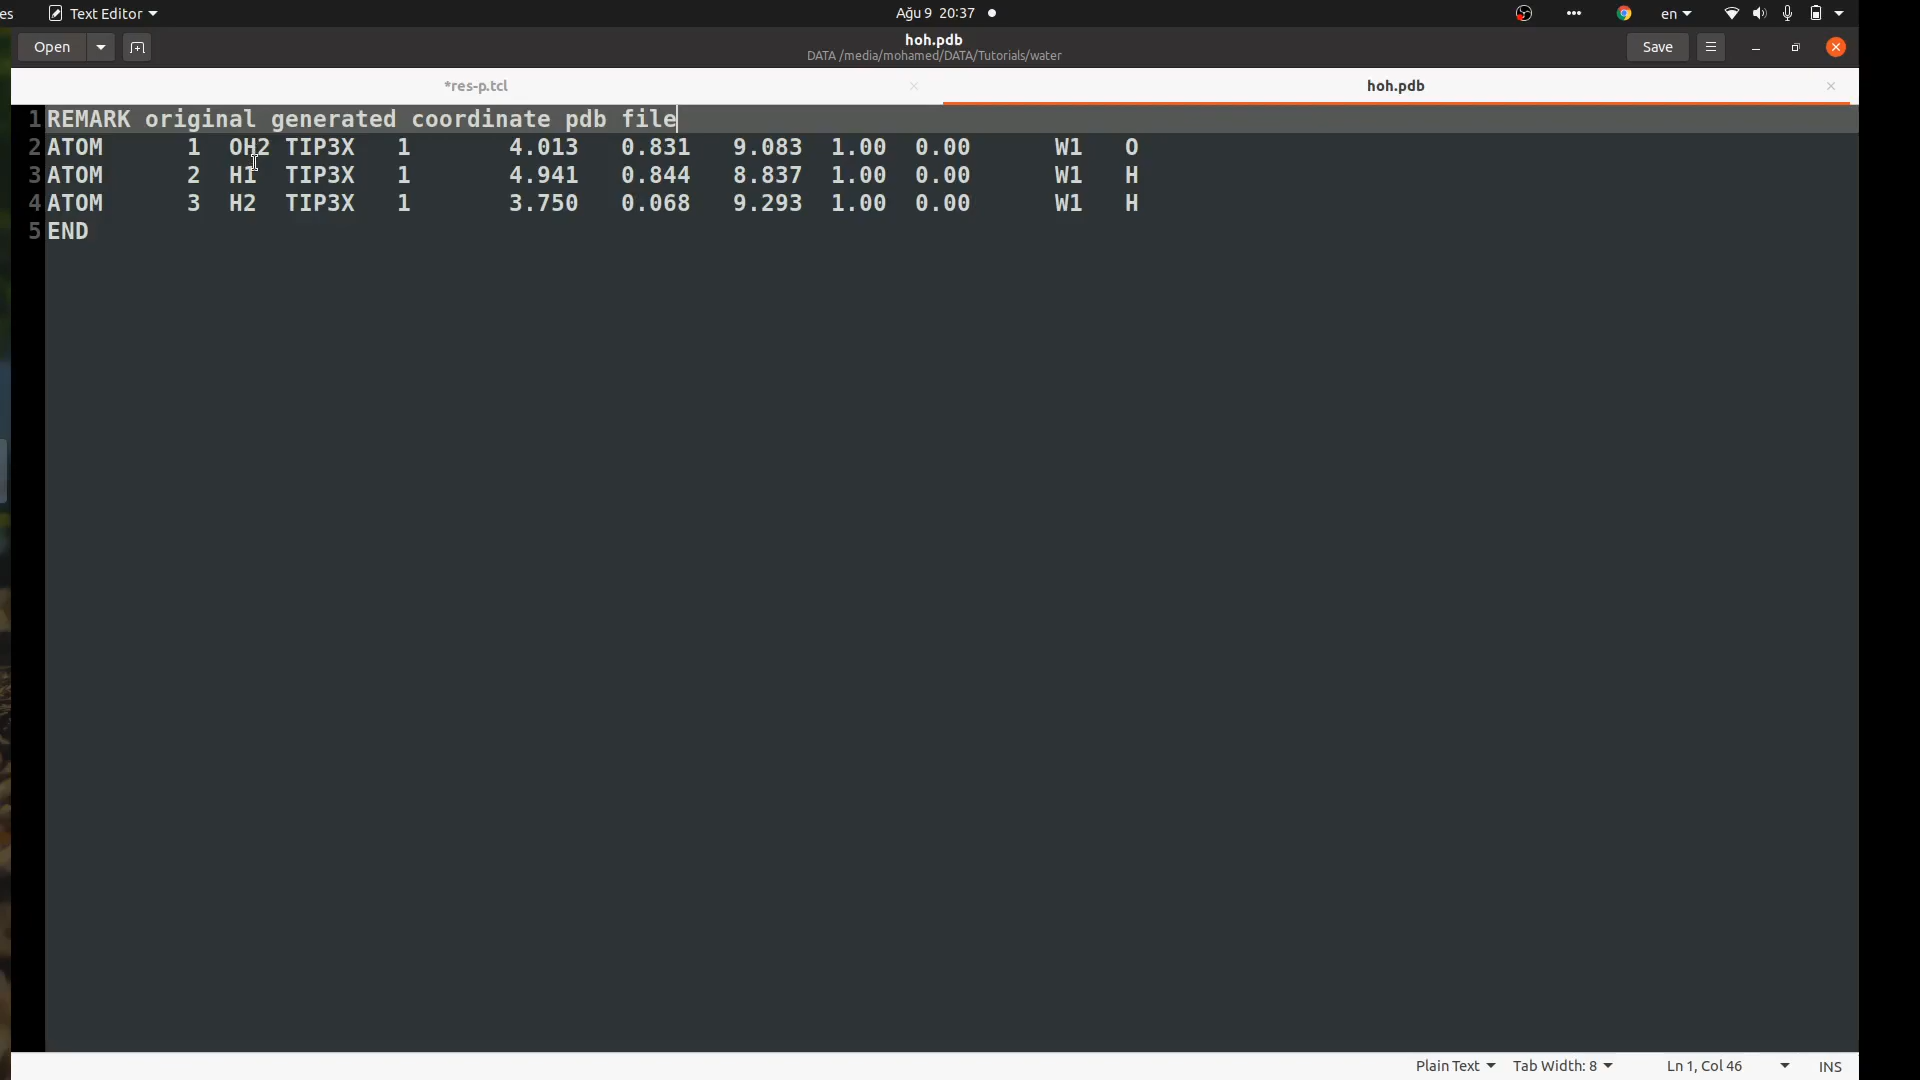 es Text Editor Ağu 9 20:37 en
Open hoh.pdb Save
DATA /media/mohamed/DATA/Tutorials/water
*res-p.tcl hoh.pdb
1 REMARK original generated coordinate pdb file
2 ATOM 1 OH2 TIP3X 1 4.013 0.831 9.083 1.00 0.00 W1 O
3 ATOM 2 H1 TIP3X 1 4.941 0.844 8.837 1.00 0.00 W1 H
4 ATOM 3 H2 TIP3X 1 3.750 0.068 9.293 1.00 0.00 W1 H
5 END
Plain Text Tab Width: 8 Ln 1, Col 46 INS